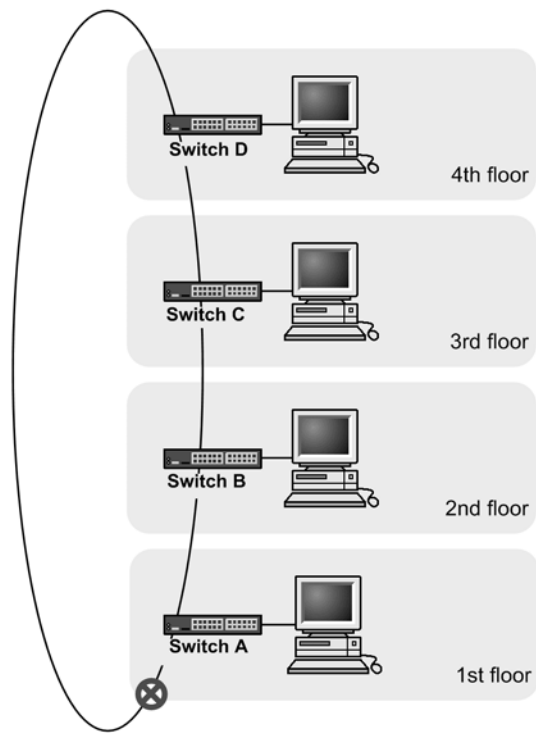 Switch D
4th floor
Switch C
3rd floor
Switch B
2nd floor
Switch A
1st floor